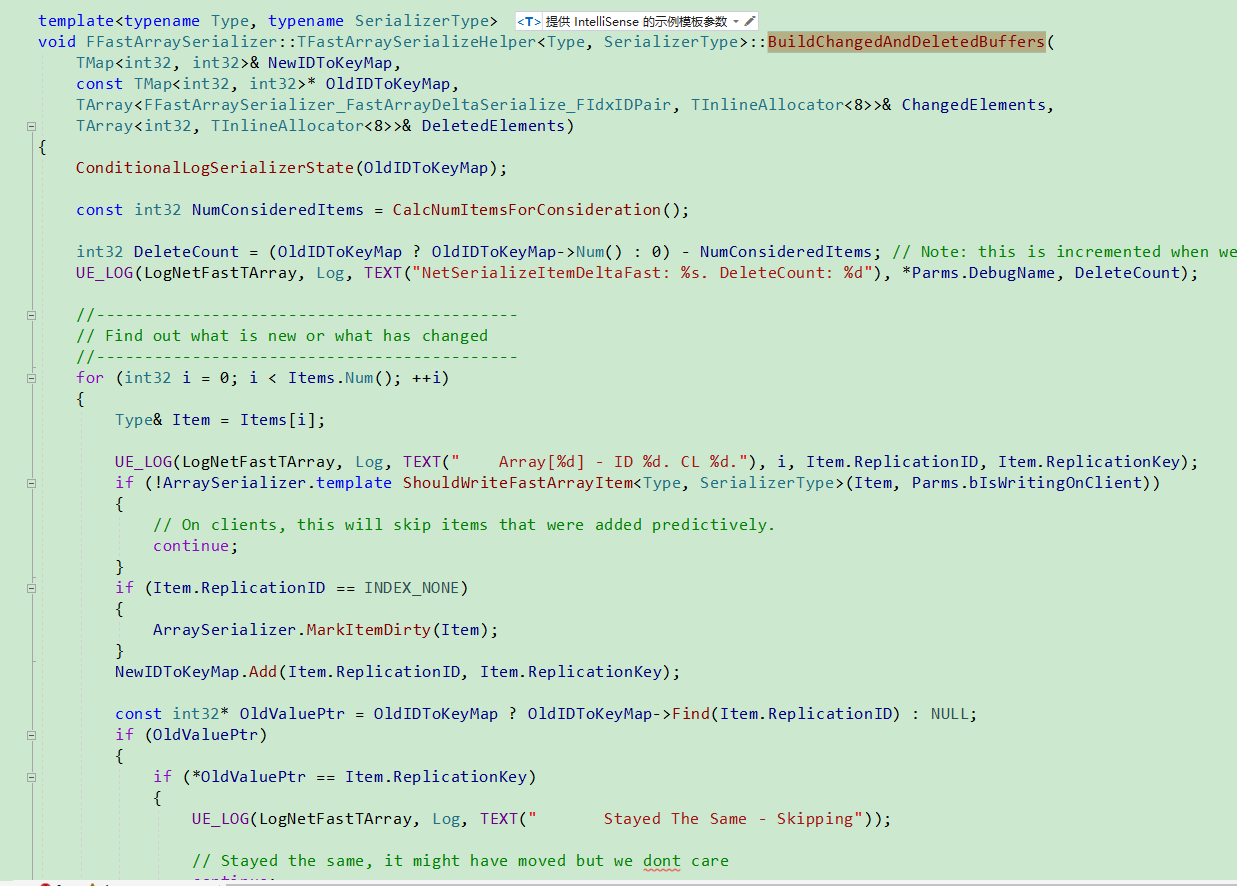 template<typename Type, typename SerializerType> <T> 提供 IntelliSense 的示例模板参数
void FFastArraySerializer::TFastArraySerializeHelper<Type, SerializerType>::BuildChangedAndDeletedBuffers(
TMap<int32, int32>& NewIDToKeyMap,
const TMap<int32, int32>* OldIDToKeyMap,
TArray<FFastArraySerializer_FastArrayDeltaSerialize_FIdxIDPair, TInlineAllocator<8>>& ChangedElements,
TArray<int32, TInlineAllocator<8>>& DeletedElements)
{
ConditionalLogSerializerState(OldIDToKeyMap);
const int32 NumConsideredItems = CalcNumItemsForConsideration();
int32 DeleteCount = (OldIDToKeyMap ? OldIDToKeyMap->Num() : 0) - NumConsideredItems; // Note: this is incremented when we
UE_LOG(LogNetFastTArray, Log, TEXT("NetSerializeItemDeltaFast: %s. DeleteCount: %d"), *Parms.DebugName, DeleteCount);
//--------------------------------------------
// Find out what is new or what has changed
//--------------------------------------------
for (int32 i = 0; i < Items.Num(); ++i)
{
Type& Item = Items[i];
UE_LOG(LogNetFastTArray, Log, TEXT("    Array[%d] - ID %d. CL %d."), i, Item.ReplicationID, Item.ReplicationKey);
if (!ArraySerializer.template ShouldWriteFastArrayItem<Type, SerializerType>(Item, Parms.bIsWritingOnClient))
{
// On clients, this will skip items that were added predictively.
continue;
}
if (Item.ReplicationID == INDEX_NONE)
{
ArraySerializer.MarkItemDirty(Item);
}
NewIDToKeyMap.Add(Item.ReplicationID, Item.ReplicationKey);
const int32* OldValuePtr = OldIDToKeyMap ? OldIDToKeyMap->Find(Item.ReplicationID) : NULL;
if (OldValuePtr)
{
if (*OldValuePtr == Item.ReplicationKey)
{
UE_LOG(LogNetFastTArray, Log, TEXT("       Stayed The Same - Skipping"));
// Stayed the same, it might have moved but we dont care